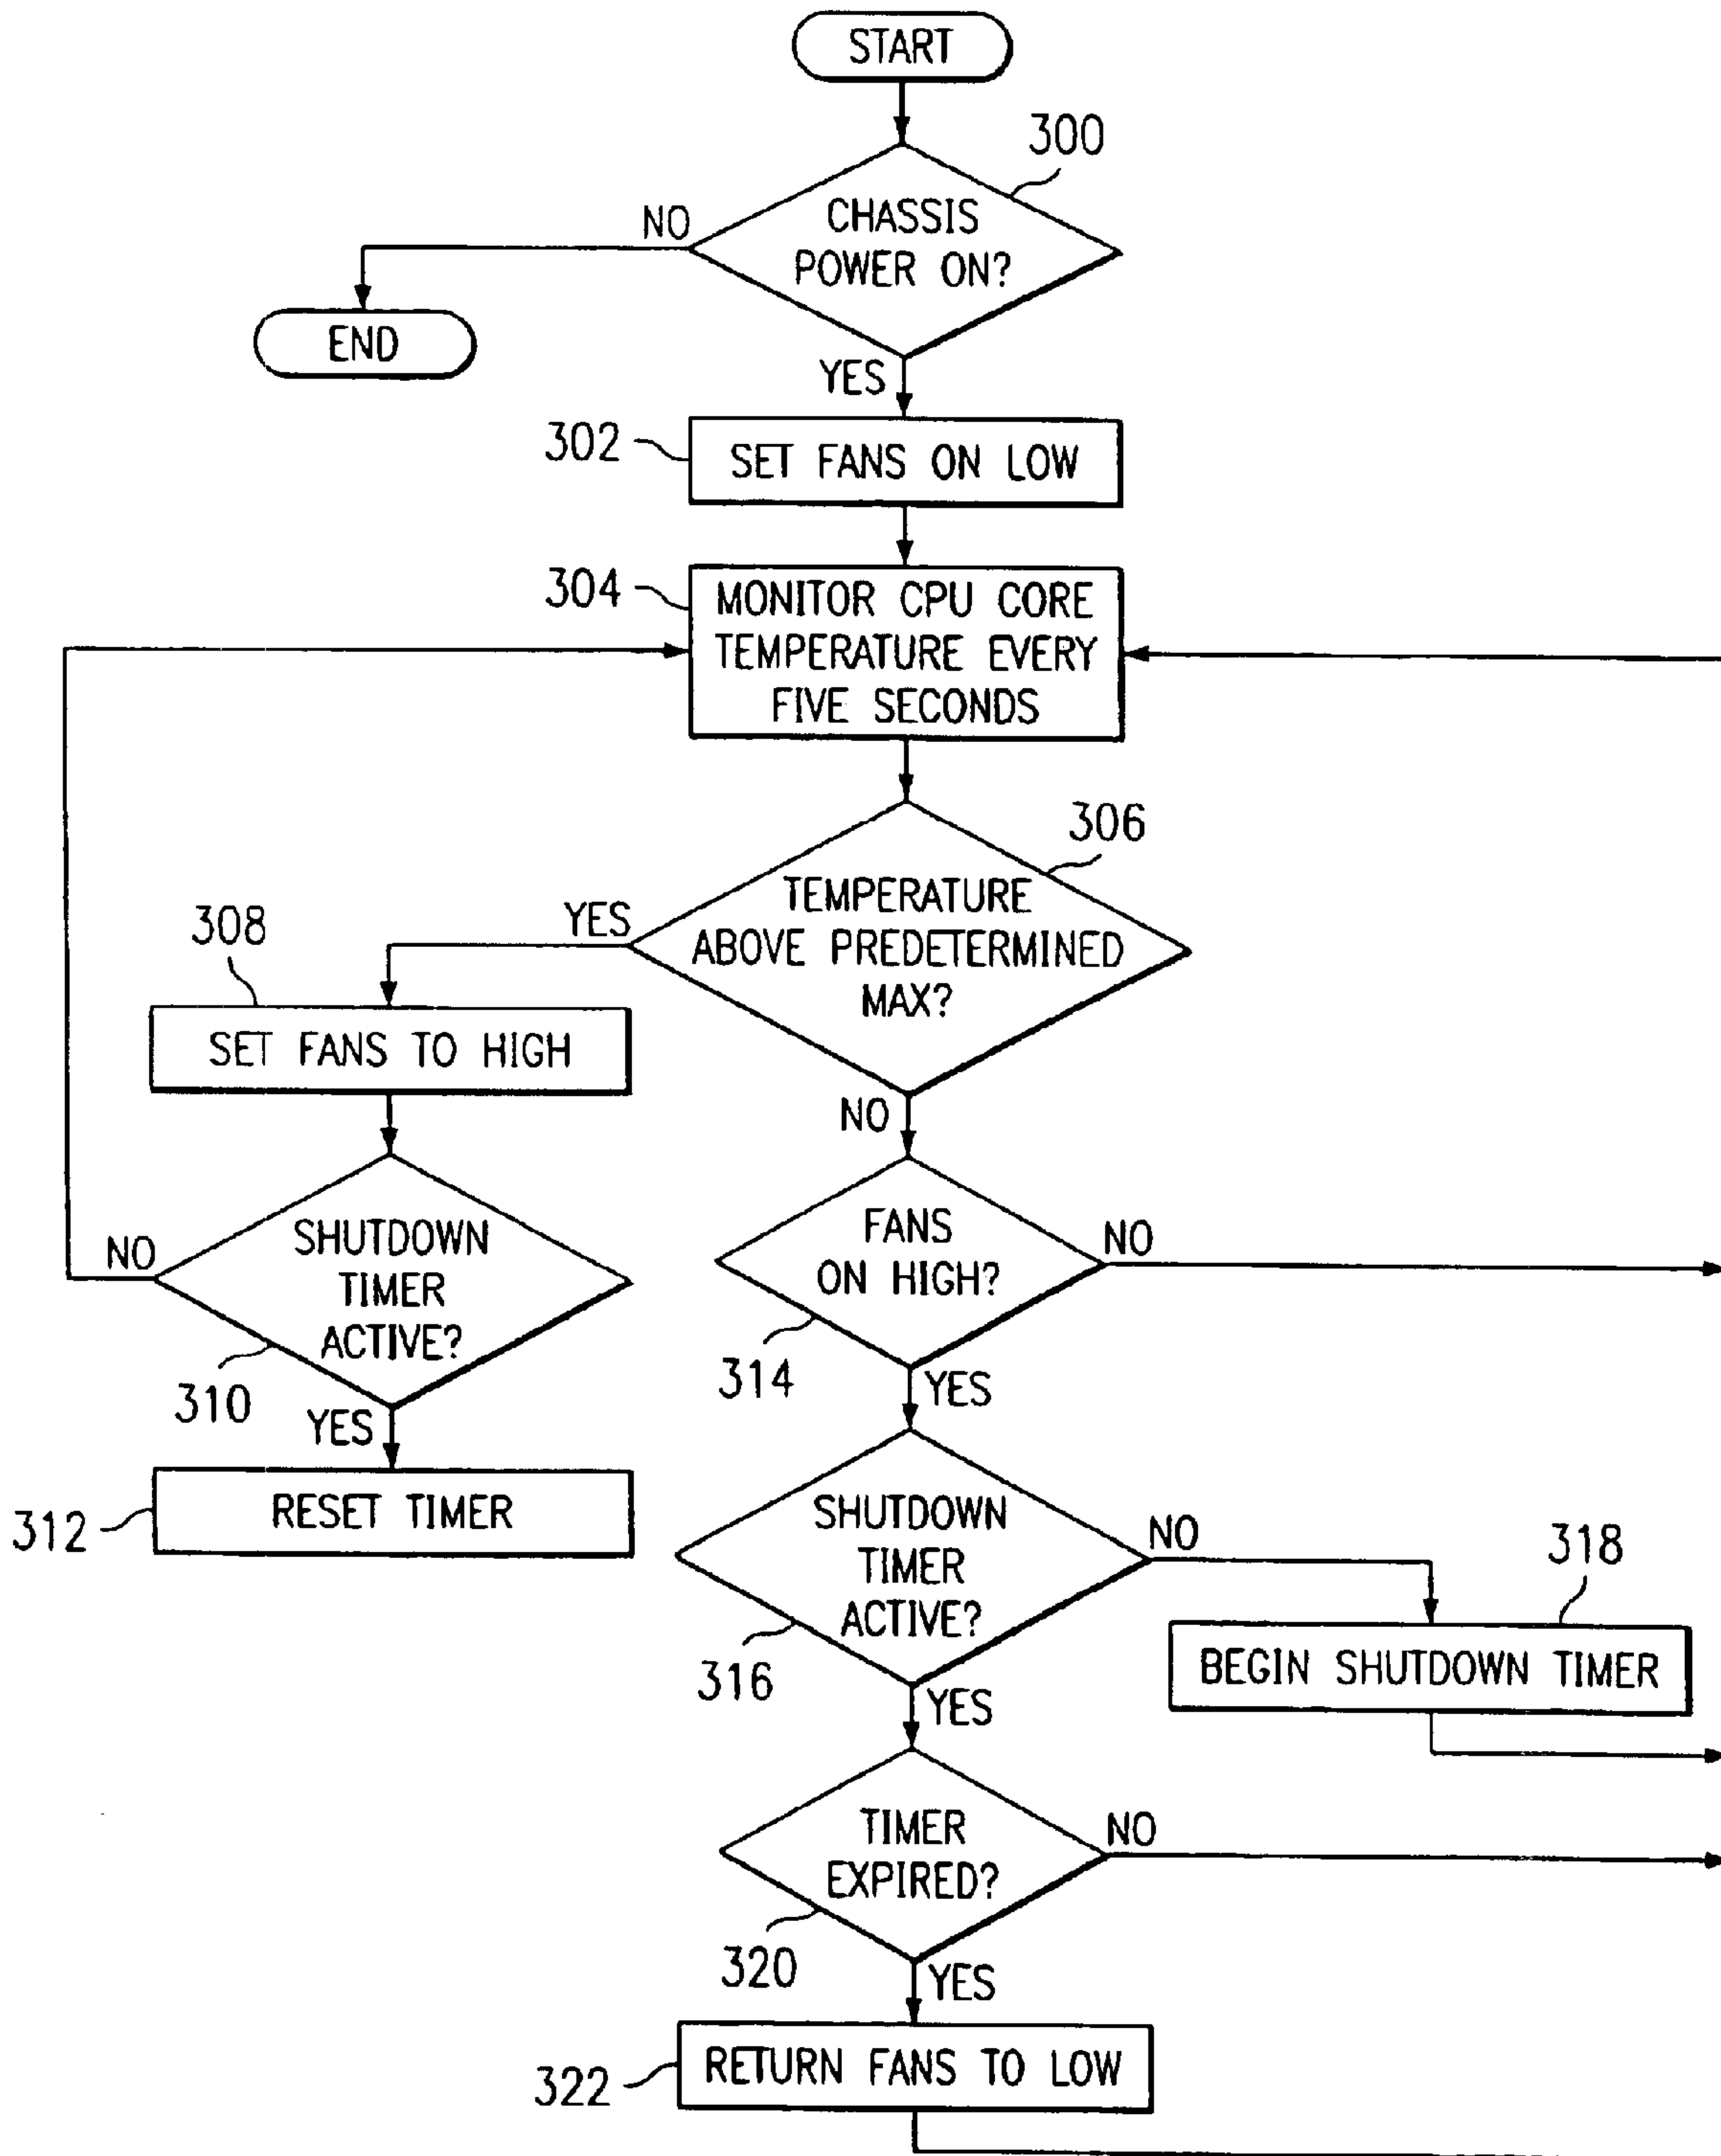 START
300
CHASSIS
POWER ON?
NO
END
YES
302
SET FANS ON LOW
304
MONITOR CPU CORE
TEMPERATURE EVERY
FIVE SECONDS
306
TEMPERATURE
ABOVE PREDETERMINED
MAX?
YES
308
SET FANS TO HIGH
NO
SHUTDOWN
TIMER
ACTIVE?
NO
310
YES
RESET TIMER
312
FANS
ON HIGH?
NO
314
YES
SHUTDOWN
TIMER
ACTIVE?
NO
316
318
BEGIN SHUTDOWN TIMER
YES
TIMER
EXPIRED?
NO
320
YES
RETURN FANS TO LOW
322